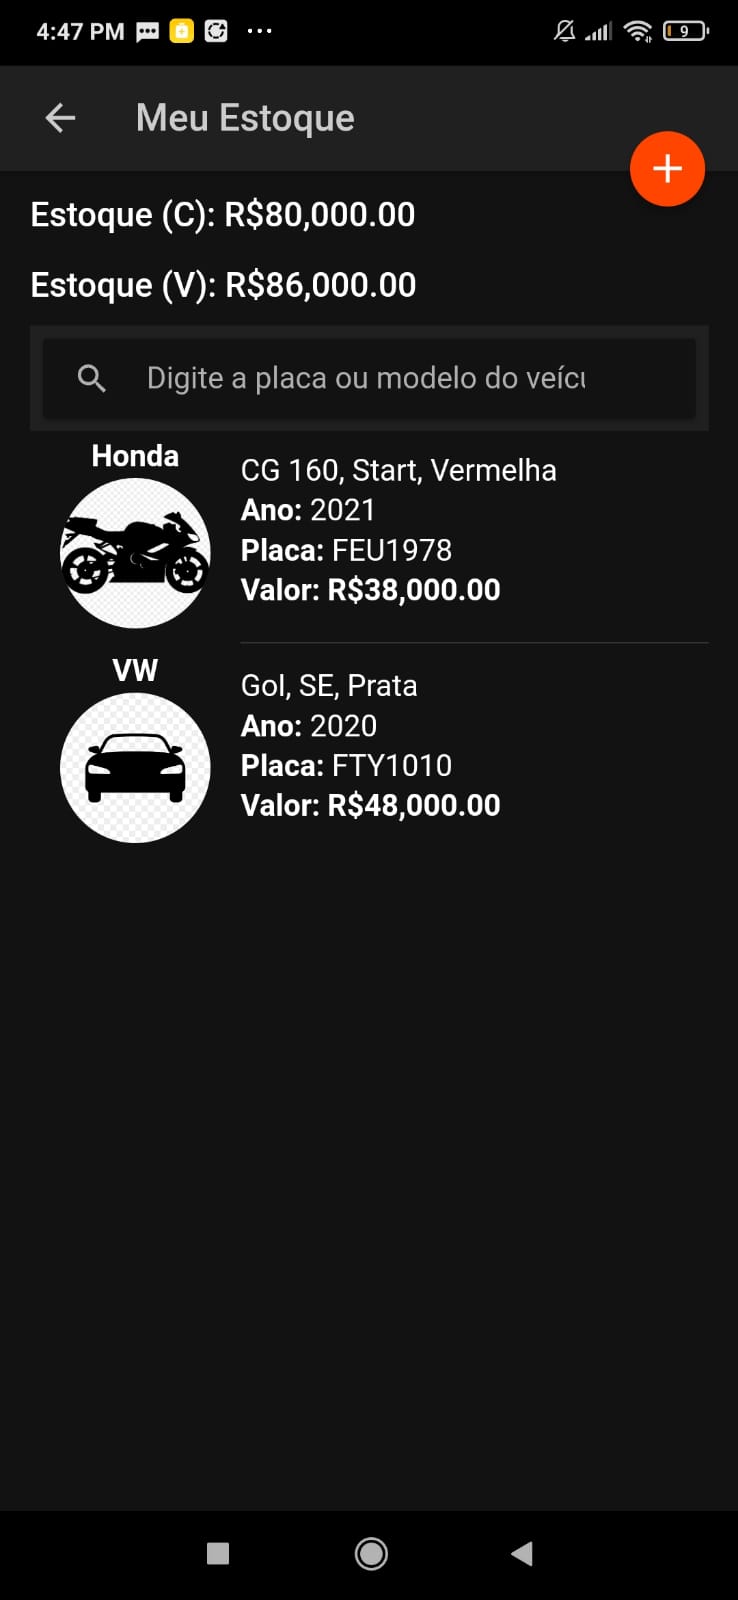 4:47 PM
9
Meu Estoque
Estoque (C): R$80,000.00
Estoque (V): R$86,000.00
Digite a placa ou modelo do veícu
Honda
CG 160, Start, Vermelha
Ano: 2021
Placa: FEU1978
Valor: R$38,000.00
VW
Gol, SE, Prata
Ano: 2020
Placa: FTY1010
Valor: R$48,000.00